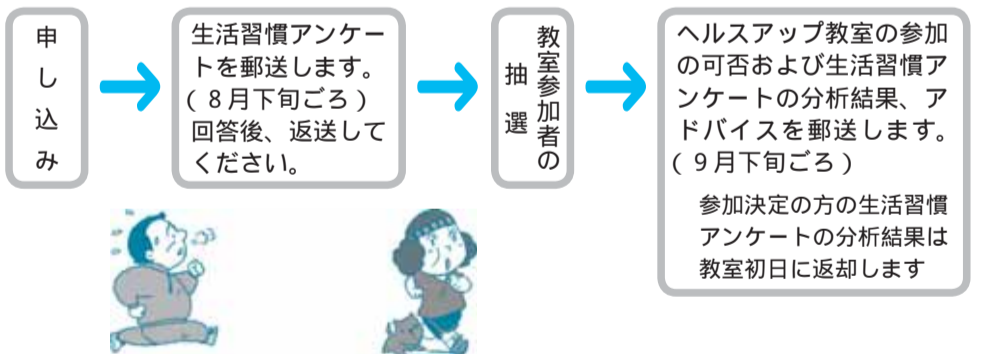 申し込み
生活習慣アンケー
トを郵送します。
(8月下旬ごろ)
回答後、返送して
ください。
教室参加者の
抽選
ヘルスアップ教室の参加
の可否および生活習慣ア
ンケートの分析結果、ア
ドバイスを郵送します。
(9月下旬ごろ)
参加決定の方の生活習慣
アンケートの分析結果は
教室初日に返却します